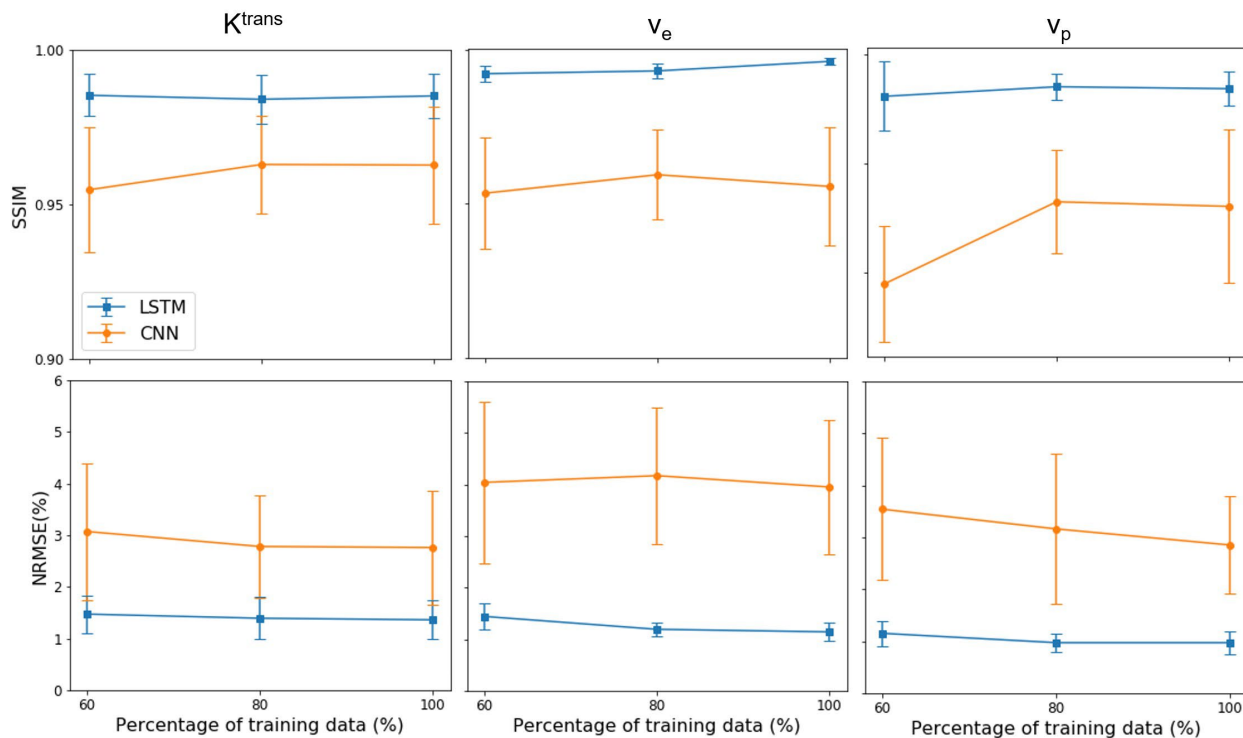 K^trans v_e v_p
1.00
0.95
0.90
SSIM
LSTM
CNN
6
5
4
3
2
1
0
NRMSE(%)
60 80 100 60 80 100 60 80 100
Percentage of training data (%) Percentage of training data (%) Percentage of training data (%)